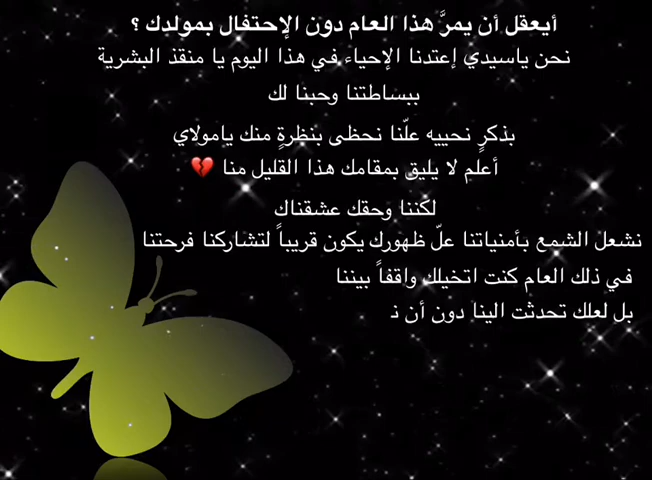 أيعقل أن يمرَّ هذا العام دون الإحتفال بمولدك ؟
نحن ياسيدي إعتدنا الإحياء في هذا اليوم يا منقذ البشرية
ببساطتنا وحبنا لك
بذكرٍ نحييه علّنا نحظى بنظرةٍ منك يامولاي
أعلم لا يليق بمقامك هذا القليل منا 💔
لكننا وحقك عشقناك
نشعل الشمع بأمنياتنا علّ ظهورك يكون قريباً لتشاركنا فرحتنا
في ذلك العام كنت اتخيلك واقفاً بيننا
بل لعلك تحدثت الينا دون أن ند